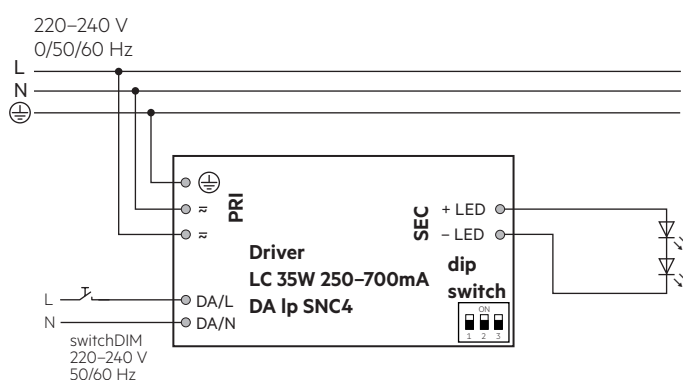 220–240 V
0/50/60 Hz
L
N
PRI
≂
≂
SEC
+ LED
– LED
Driver
LC 35W 250–700mA
DA lp SNC4
dip
switch
ON
1 2 3
L
DA/L
N
DA/N
switchDIM
220–240 V
50/60 Hz